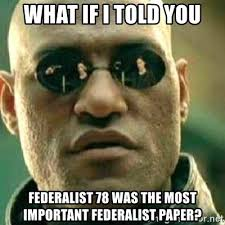 WHAT IF I TOLD YOU
FEDERALIST 78 WAS THE MOST
IMPORTANT FEDERALIST PAPER?